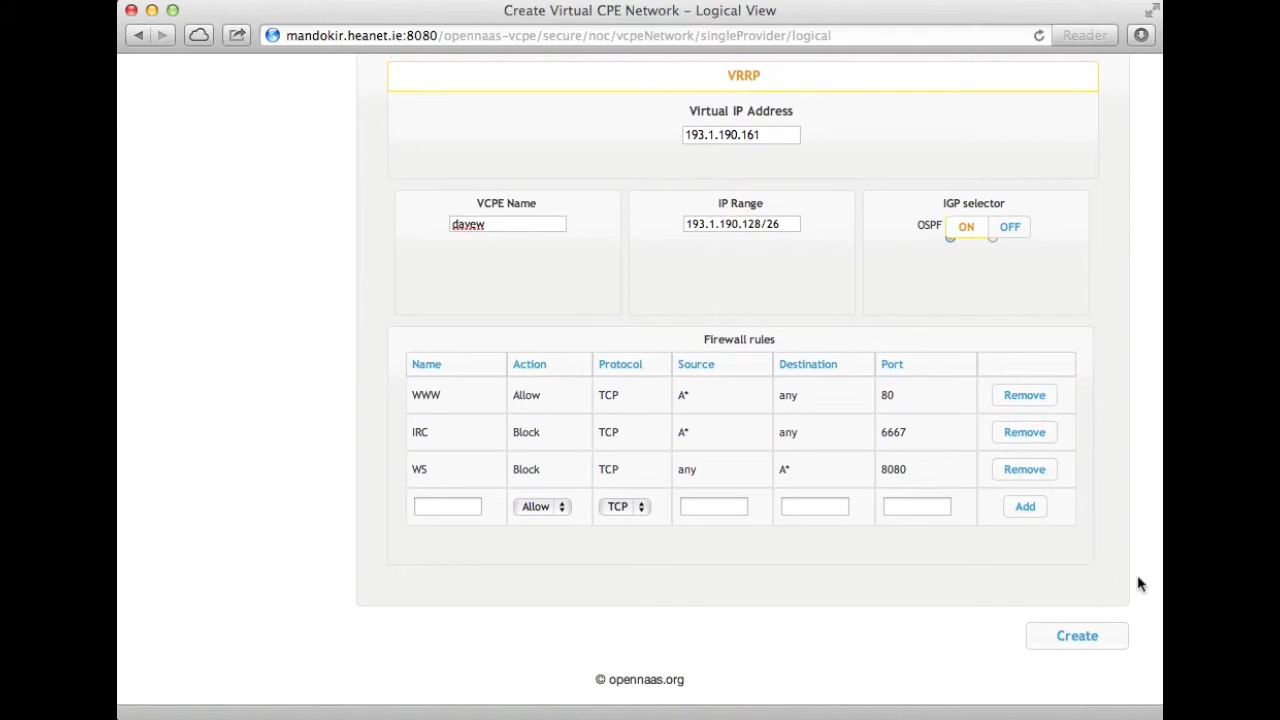 Create Virtual CPE Network – Logical View
mandokir.heanet.ie:8080/opennaas-vcpe/secure/noc/vcpeNetwork/singleProvider/logical
Reader
VRRP
Virtual IP Address
193.1.190.161
VCPE Name
IP Range
IGP selector
davew
193.1.190.128/26
OSPF ON OFF
Firewall rules
Name Action Protocol Source Destination Port
WWW Allow TCP A* any 80 Remove
IRC Block TCP A* any 6667 Remove
WS Block TCP any A* 8080 Remove
Allow TCP Add
Create
© opennaas.org